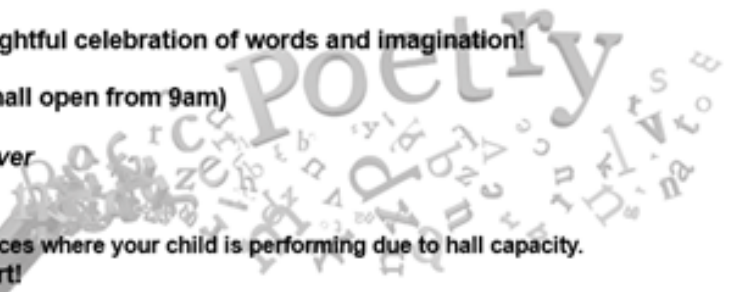 ghtful celebration of words and imagination!
Poetry
hall open from 9am)
ver
ces where your child is performing due to hall capacity.
rt!